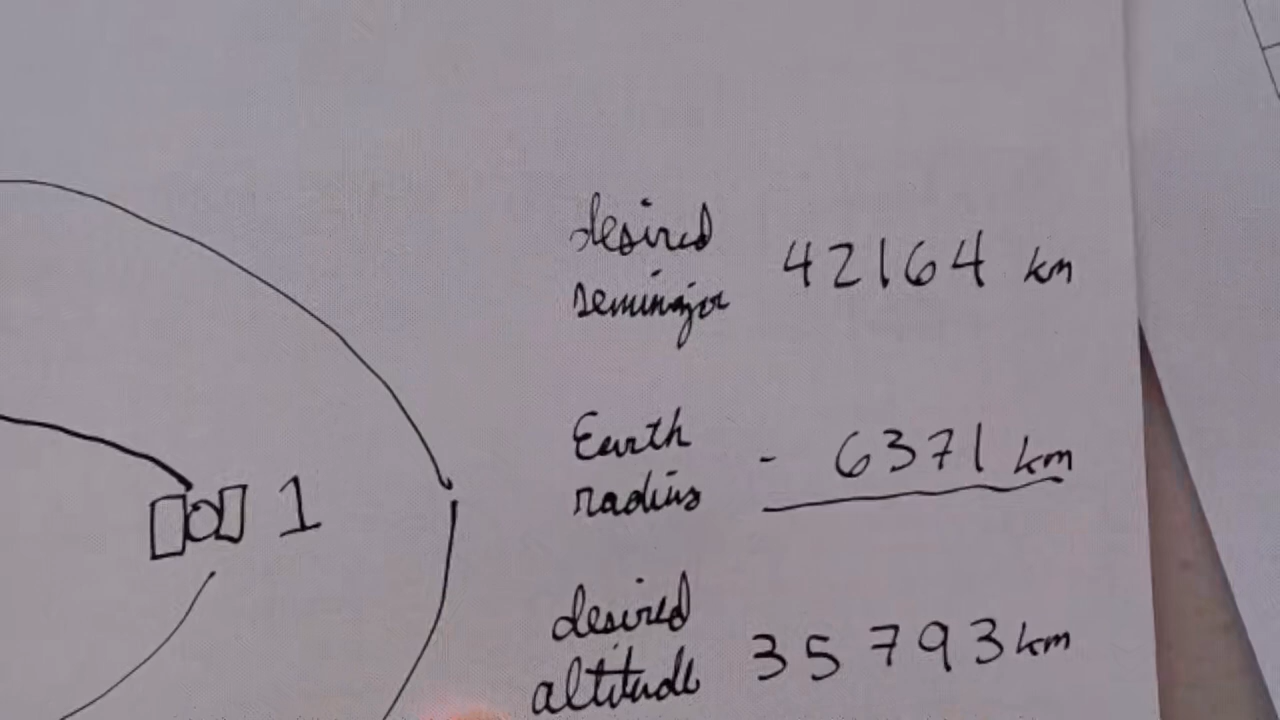 1
desired
semimajor 42164 km
Earth
radius - 6371 km
desired
altitude 35793 km